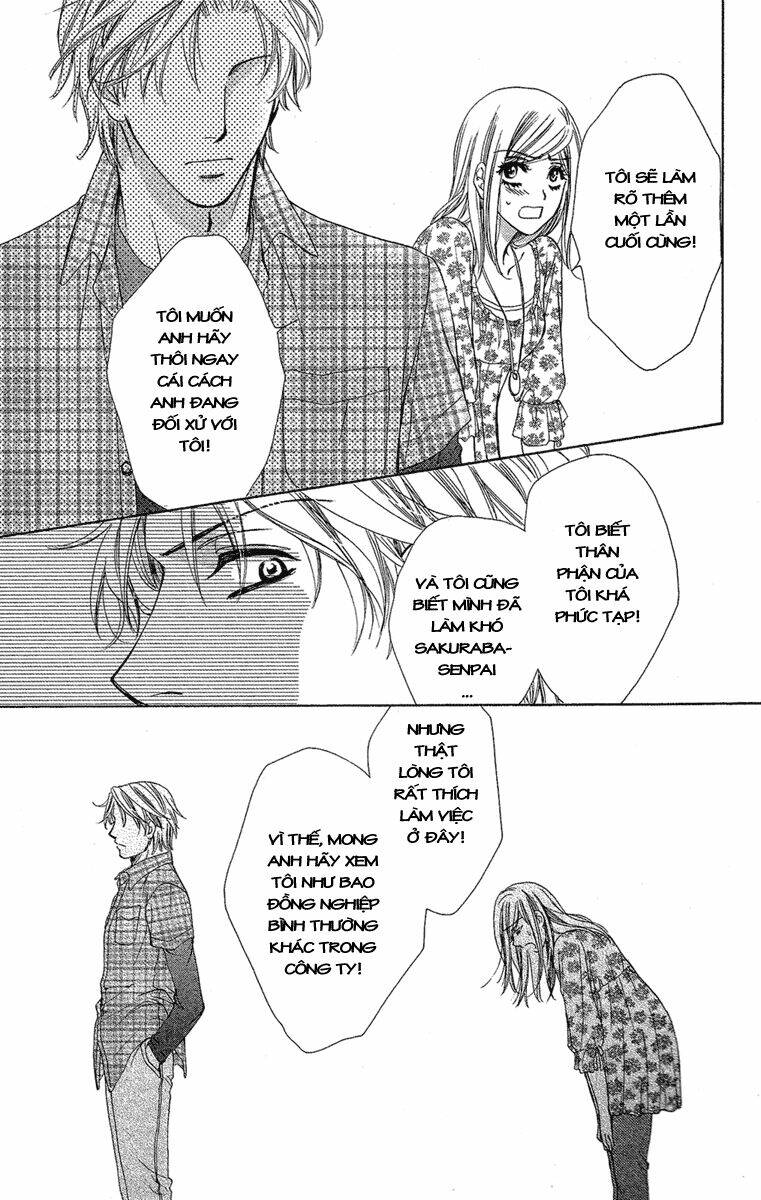 TÔI SẼ LÀM
RÕ THÊM
MỘT LẦN
CUỐI CÙNG!
TÔI MUỐN
ANH HÃY
THÔI NGAY
CÁI CÁCH
ANH ĐANG
ĐỐI XỬ VỚI
TÔI!
TÔI BIẾT
THÂN
PHẬN CỦA
TÔI KHÁ
PHỨC TẠP!
VÀ TÔI CŨNG
BIẾT MÌNH ĐÃ
LÀM KHÓ
SAKURABA-
SENPAI
...
NHƯNG
THẬT
LÒNG TÔI
RẤT THÍCH
LÀM VIỆC
Ở ĐÂY!
VÌ THẾ, MONG
ANH HÃY XEM
TÔI NHƯ BAO
ĐỒNG NGHIỆP
BÌNH THƯỜNG
KHÁC TRONG
CÔNG TY!